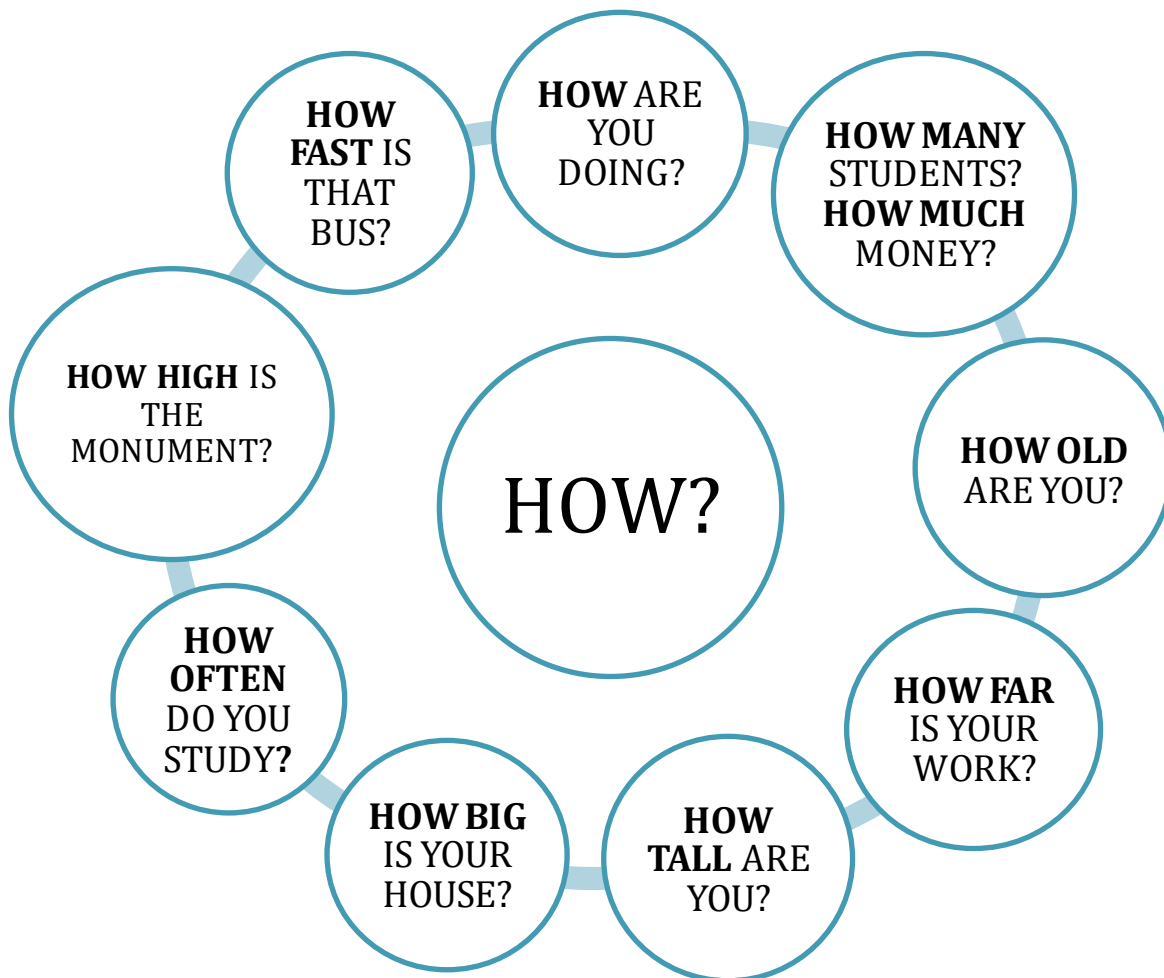 HOW ARE
YOU
DOING?
HOW MANY
STUDENTS?
HOW MUCH
MONEY?
HOW OLD
ARE YOU?
HOW FAR
IS YOUR
WORK?
HOW
TALL ARE
YOU?
HOW BIG
IS YOUR
HOUSE?
HOW
OFTEN
DO YOU
STUDY?
HOW HIGH IS
THE
MONUMENT?
HOW
FAST IS
THAT
BUS?
HOW?